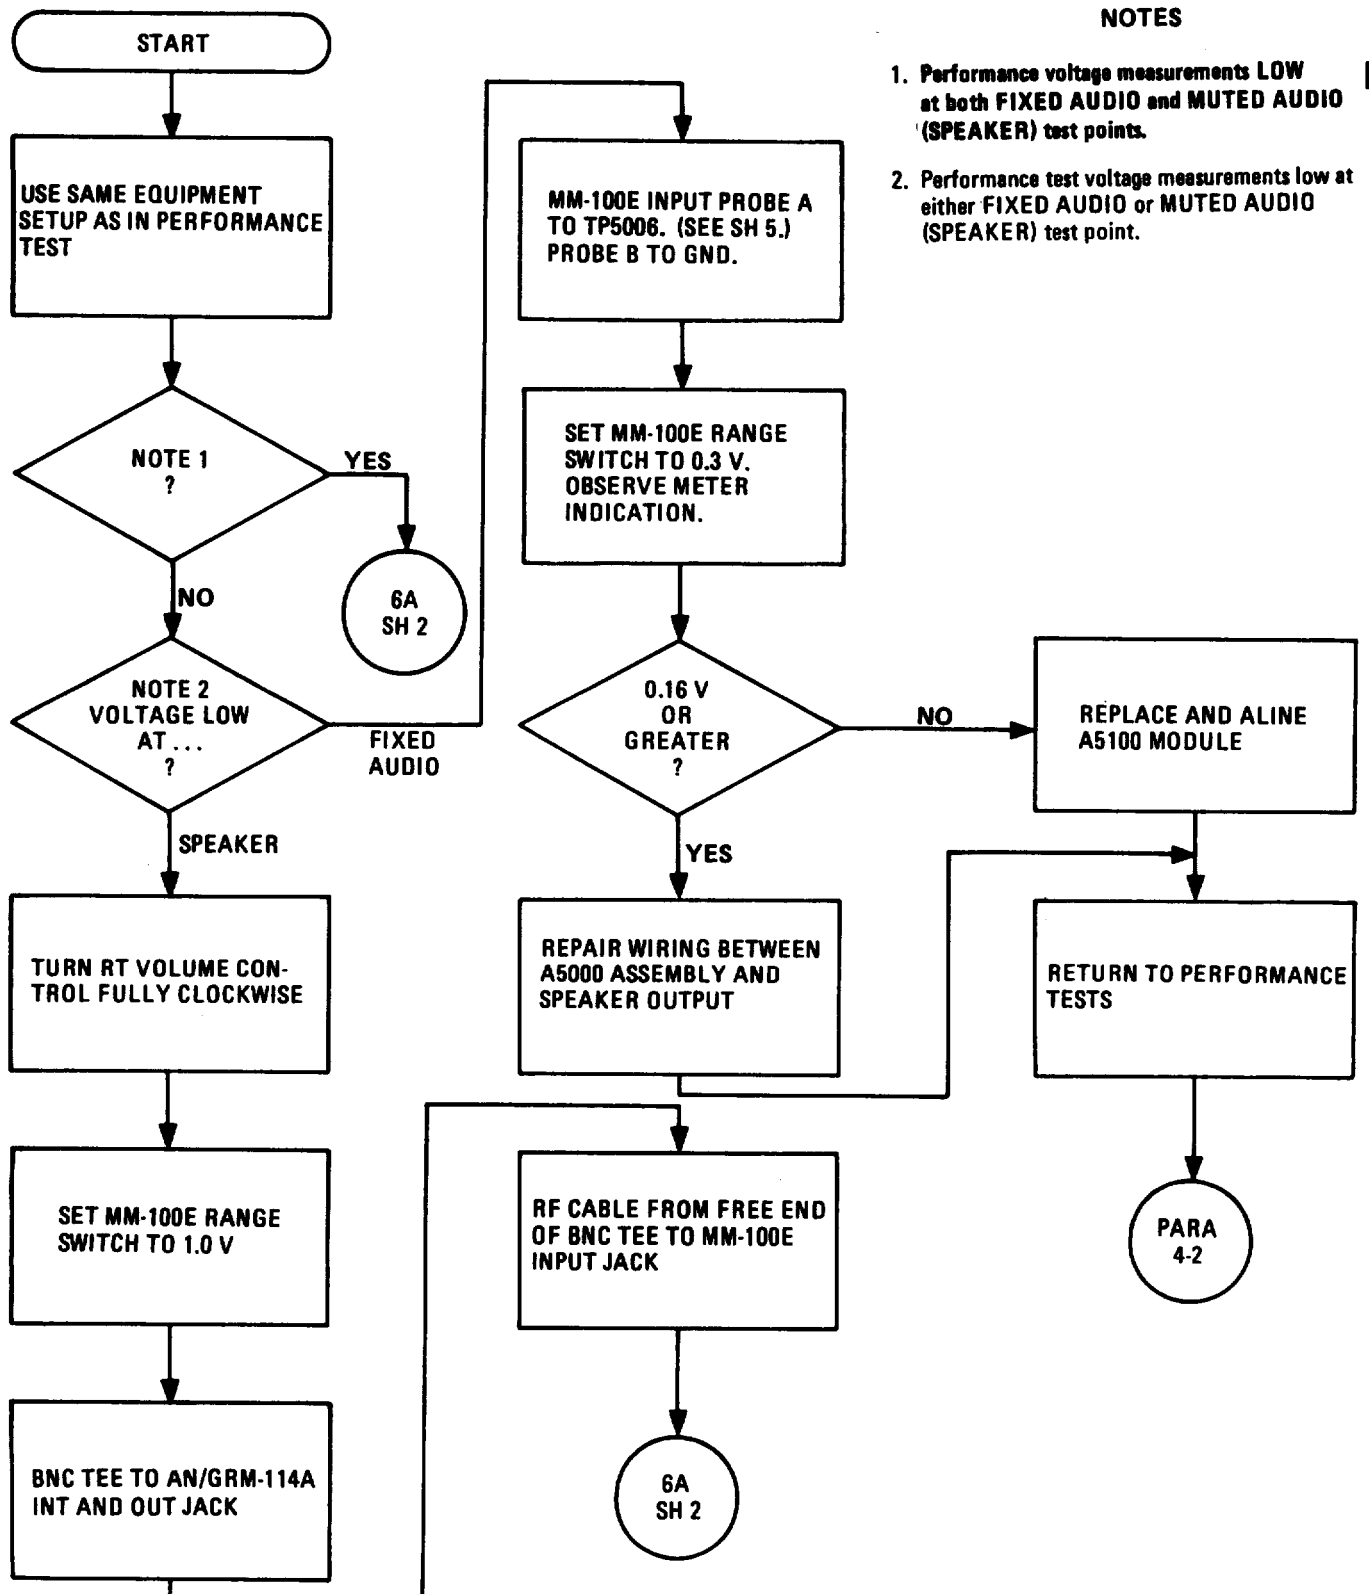 START
USE SAME EQUIPMENT
SETUP AS IN PERFORMANCE
TEST
NOTE 1
?
YES
6A
SH 2
NO
NOTE 2
VOLTAGE LOW
AT ...
?
FIXED
AUDIO
SPEAKER
TURN RT VOLUME CON-
TROL FULLY CLOCKWISE
SET MM-100E RANGE
SWITCH TO 1.0 V
BNC TEE TO AN/GRM-114A
INT AND OUT JACK
MM-100E INPUT PROBE A
TO TP5006. (SEE SH 5.)
PROBE B TO GND.
SET MM-100E RANGE
SWITCH TO 0.3 V.
OBSERVE METER
INDICATION.
0.16 V
OR
GREATER
?
NO
YES
REPAIR WIRING BETWEEN
A5000 ASSEMBLY AND
SPEAKER OUTPUT
RF CABLE FROM FREE END
OF BNC TEE TO MM-100E
INPUT JACK
6A
SH 2
NOTES
1. Performance voltage measurements LOW
at both FIXED AUDIO and MUTED AUDIO
(SPEAKER) test points.
2. Performance test voltage measurements low at
either FIXED AUDIO or MUTED AUDIO
(SPEAKER) test point.
REPLACE AND ALINE
A5100 MODULE
RETURN TO PERFORMANCE
TESTS
PARA
4-2